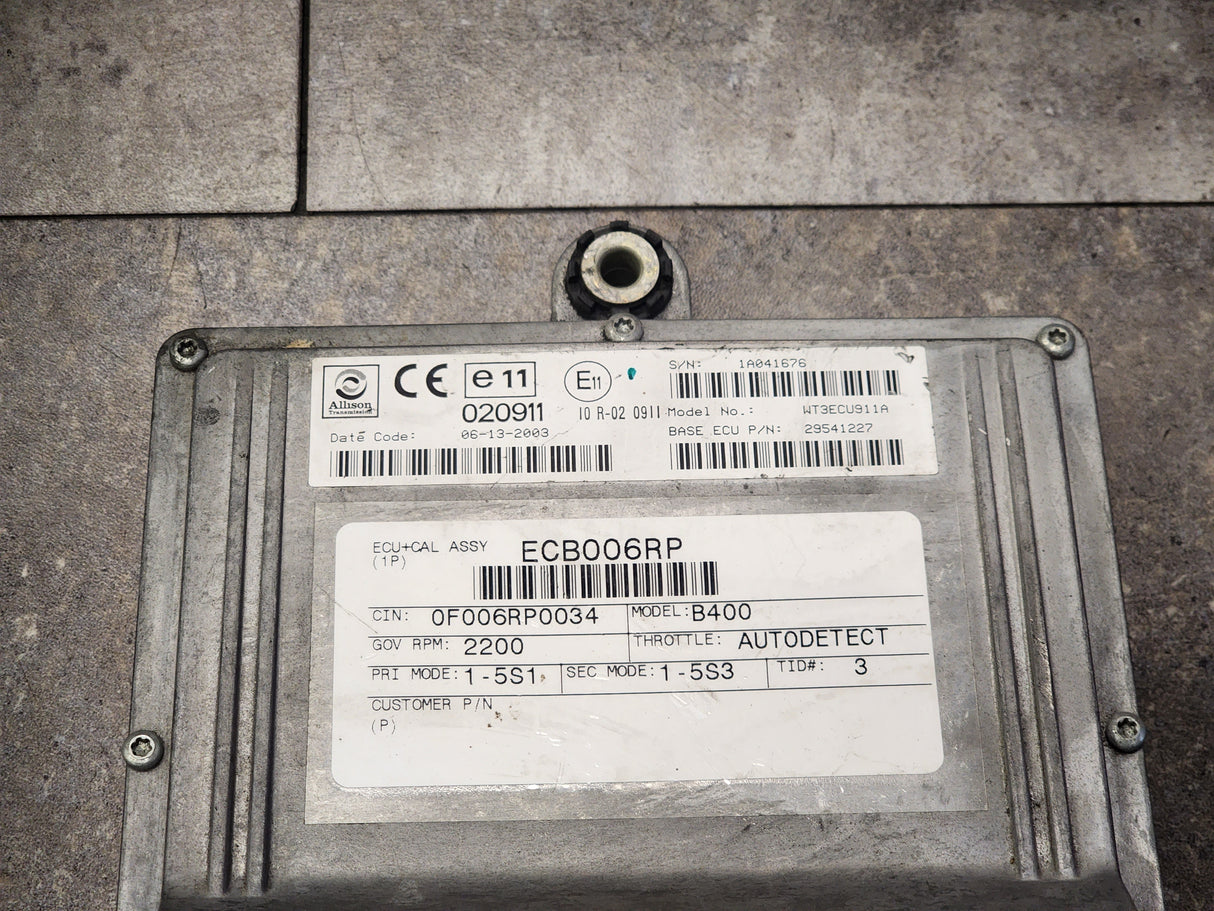 Allison
Transmission
CE
e 11
020911
E11
10 R-02 0911
S/N: 1A041676
Model No.: WT3ECU911A
BASE ECU P/N: 29541227
Date Code: 06-13-2003
ECU+CAL ASSY ECB006RP
(1P)
CIN: 0F006RP0034 MODEL: B400
GOV RPM: 2200 THROTTLE: AUTODETECT
PRI MODE: 1-5S1. SEC MODE: 1-5S3 TID#: 3
CUSTOMER P/N
(P)